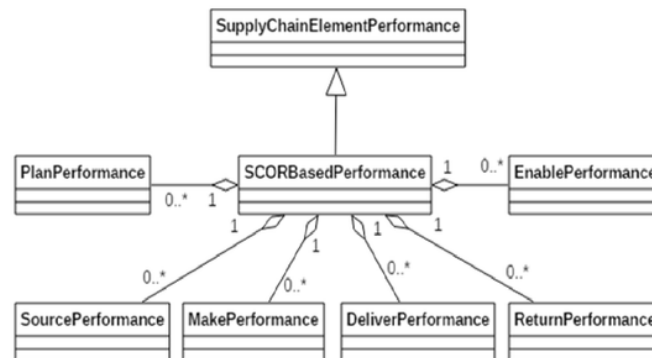 SupplyChainElementPerformance
PlanPerformance
SCORBasedPerformance
EnablePerformance
0..*
1
1
0..*
1
1
1
1
0..*
0..*
0..*
0..*
SourcePerformance
MakePerformance
DeliverPerformance
ReturnPerformance